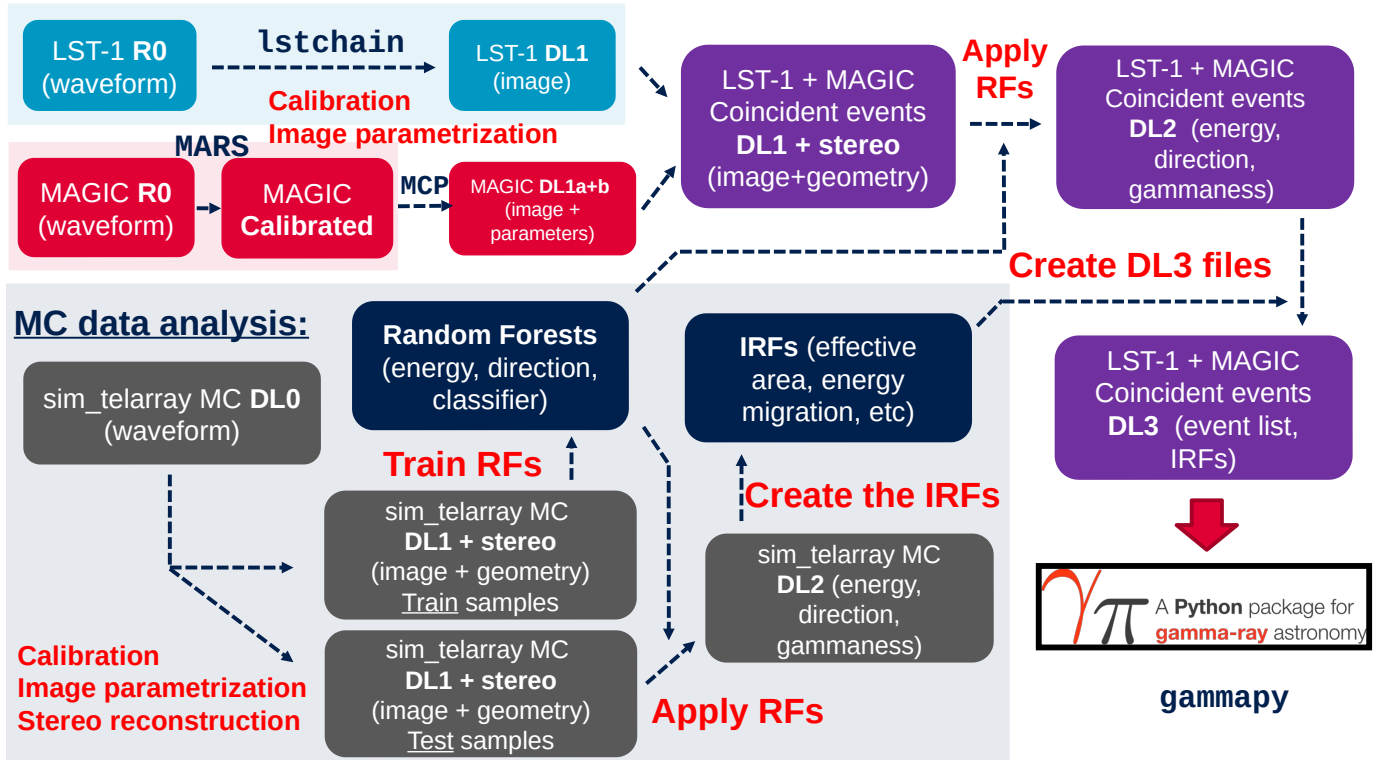 LST-1 R0
(waveform)
lstchain
LST-1 DL1
(image)
Calibration
Image parametrization
MARS
MAGIC R0
(waveform)
MAGIC
Calibrated
MCP
MAGIC DL1a+b
(image +
parameters)
LST-1 + MAGIC
Coincident events
DL1 + stereo
(image+geometry)
Apply
RFs
LST-1 + MAGIC
Coincident events
DL2 (energy,
direction,
gammaness)
Create DL3 files
LST-1 + MAGIC
Coincident events
DL3 (event list,
IRFs)
MC data analysis:
sim_telarray MC DL0
(waveform)
Random Forests
(energy, direction,
classifier)
IRFs (effective
area, energy
migration, etc)
Train RFs
Create the IRFs
sim_telarray MC
DL1 + stereo
(image + geometry)
Train samples
sim_telarray MC
DL2 (energy,
direction,
gammaness)
Calibration
Image parametrization
Stereo reconstruction
sim_telarray MC
DL1 + stereo
(image + geometry)
Test samples
Apply RFs
γπ
A Python package for
gamma-ray astronomy
gammapy